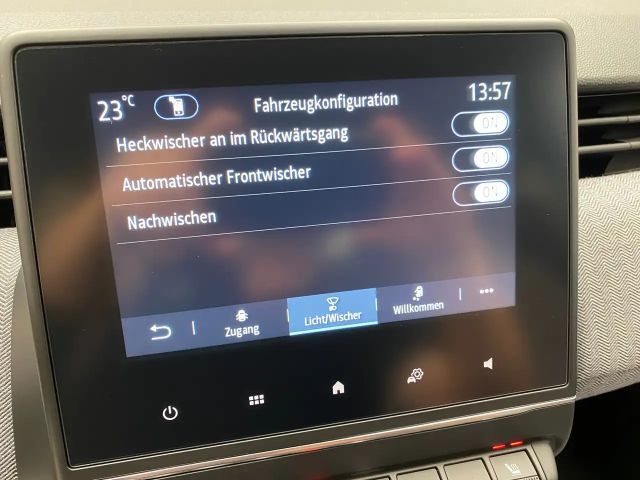 23°C
Fahrzeugkonfiguration
13:57
Heckwischer an im Rückwärtsgang
ON
Automatischer Frontwischer
ON
Nachwischen
ON
Zugang
Licht/Wischer
Willkommen